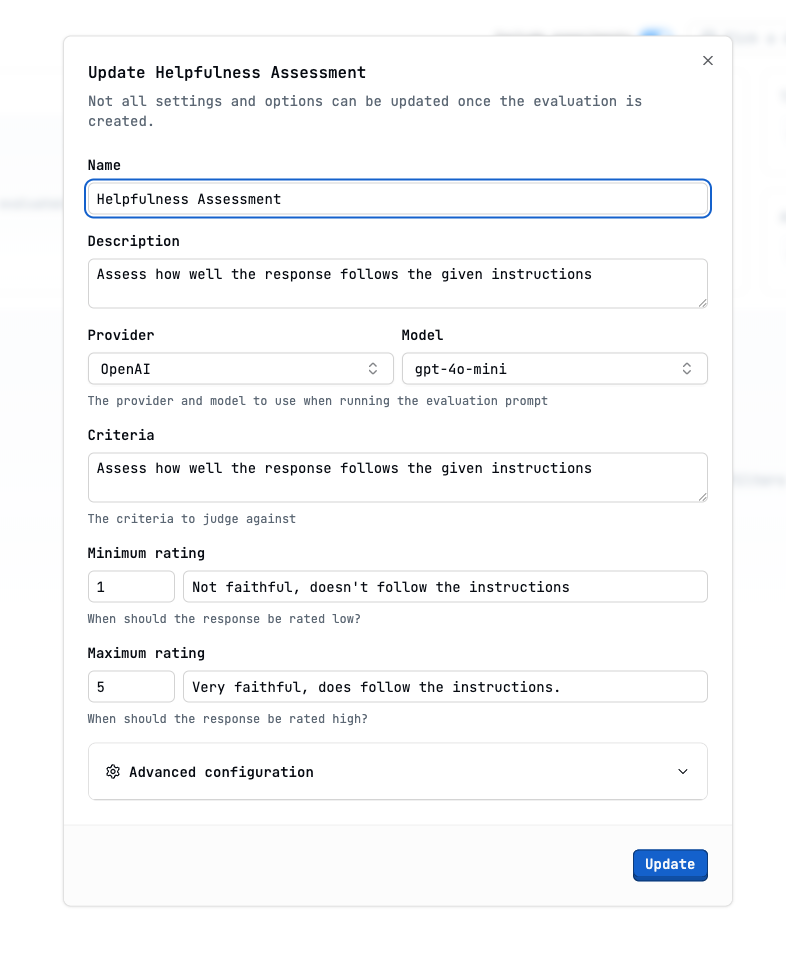 Update Helpfulness Assessment
Not all settings and options can be updated once the evaluation is
created.
Name
Helpfulness Assessment
Description
Assess how well the response follows the given instructions
Provider
Model
OpenAI
gpt-4o-mini
The provider and model to use when running the evaluation prompt
Criteria
Assess how well the response follows the given instructions
The criteria to judge against
Minimum rating
1
Not faithful, doesn't follow the instructions
When should the response be rated low?
Maximum rating
5
Very faithful, does follow the instructions.
When should the response be rated high?
Advanced configuration
Update